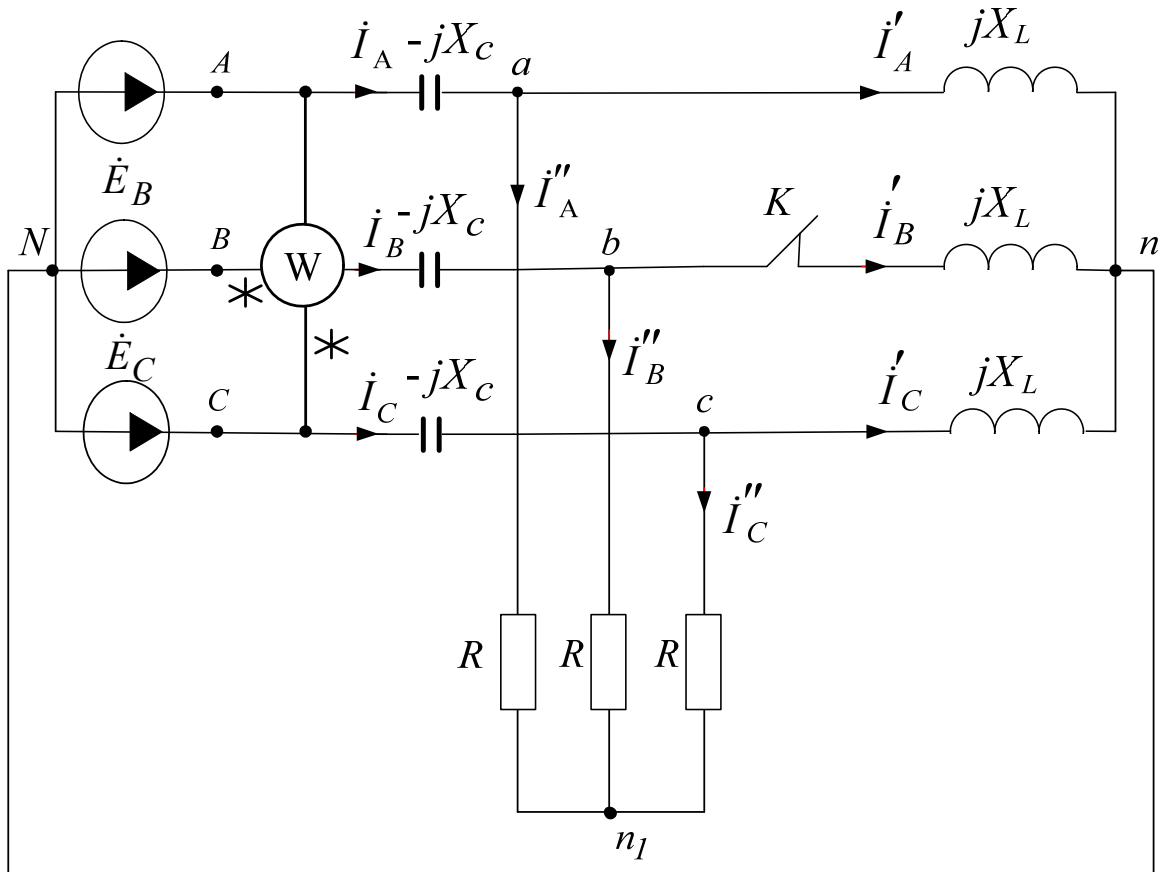 İ_A -jX_c
a
İ'_A
jX_L
A
Ė_B
İ''_A
N
B
W
*
İ_B -jX_c
b
K
İ'_B
jX_L
n
Ė_C
*
İ''_B
C
İ_C -jX_c
c
İ'_C
jX_L
İ''_C
R
R
R
n_1